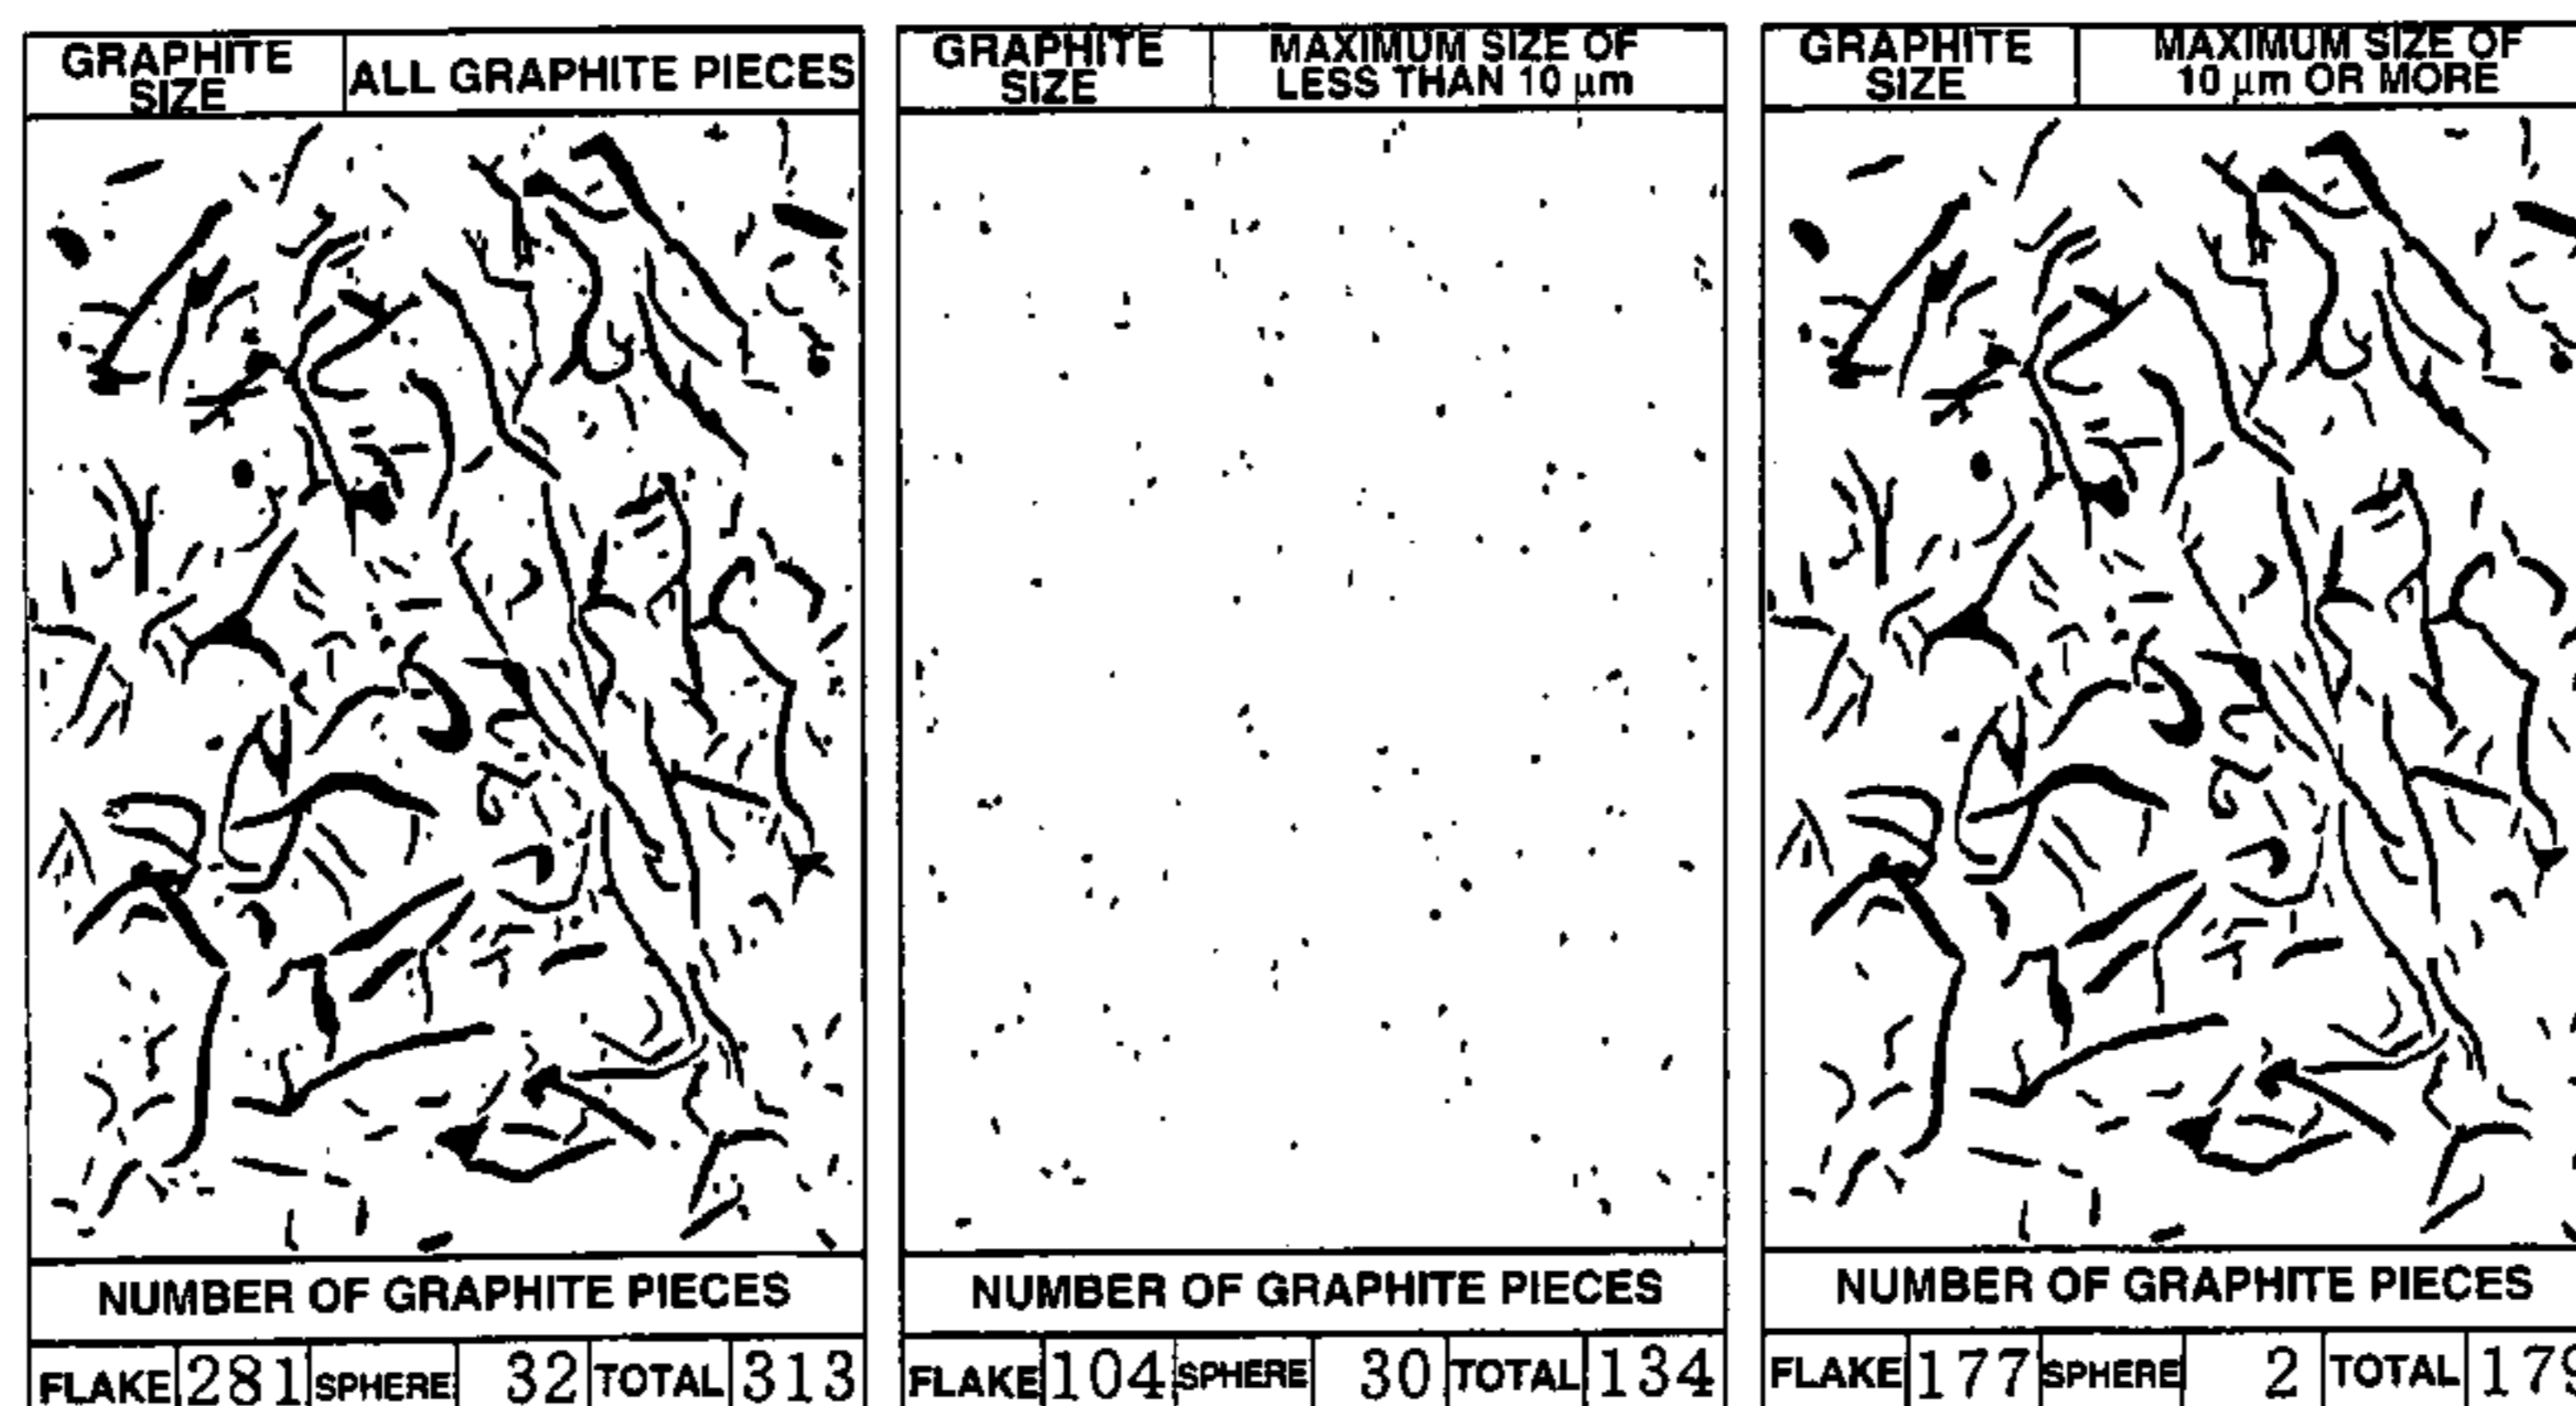 GRAPHITE SIZE
ALL GRAPHITE PIECES
NUMBER OF GRAPHITE PIECES
FLAKE 281 SPHERE 32 TOTAL 313
GRAPHITE SIZE
MAXIMUM SIZE OF
LESS THAN 10 µm
NUMBER OF GRAPHITE PIECES
FLAKE 104 SPHERE 30 TOTAL 134
GRAPHITE SIZE
MAXIMUM SIZE OF
10 µm OR MORE
NUMBER OF GRAPHITE PIECES
FLAKE 177 SPHERE 2 TOTAL 179